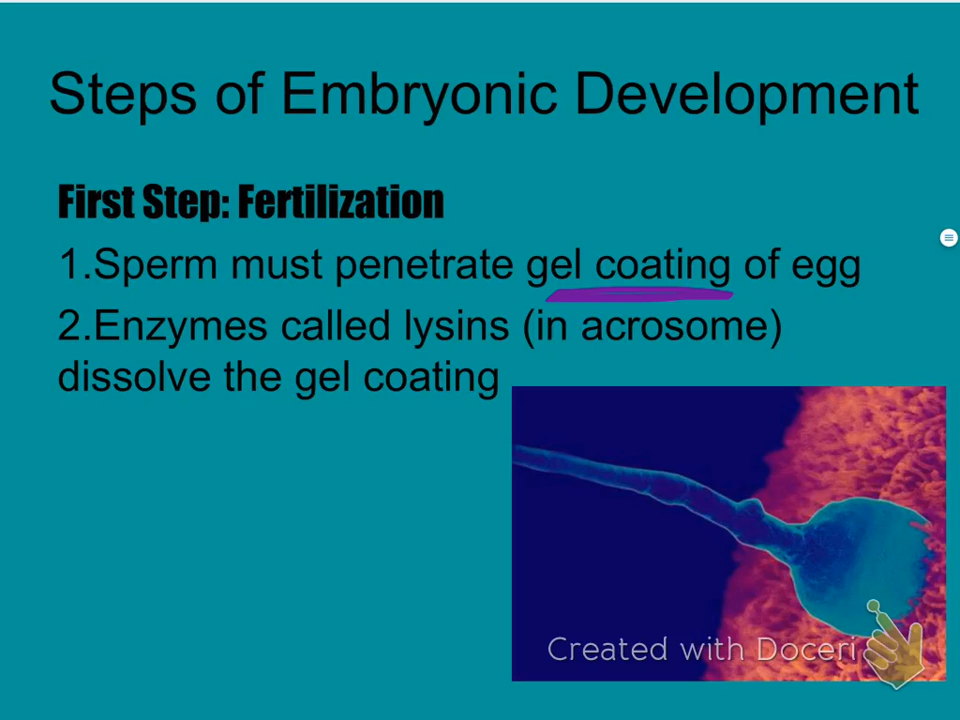 Steps of Embryonic Development
First Step: Fertilization
1.Sperm must penetrate gel coating of egg
2.Enzymes called lysins (in acrosome)
dissolve the gel coating
Created with Doceri